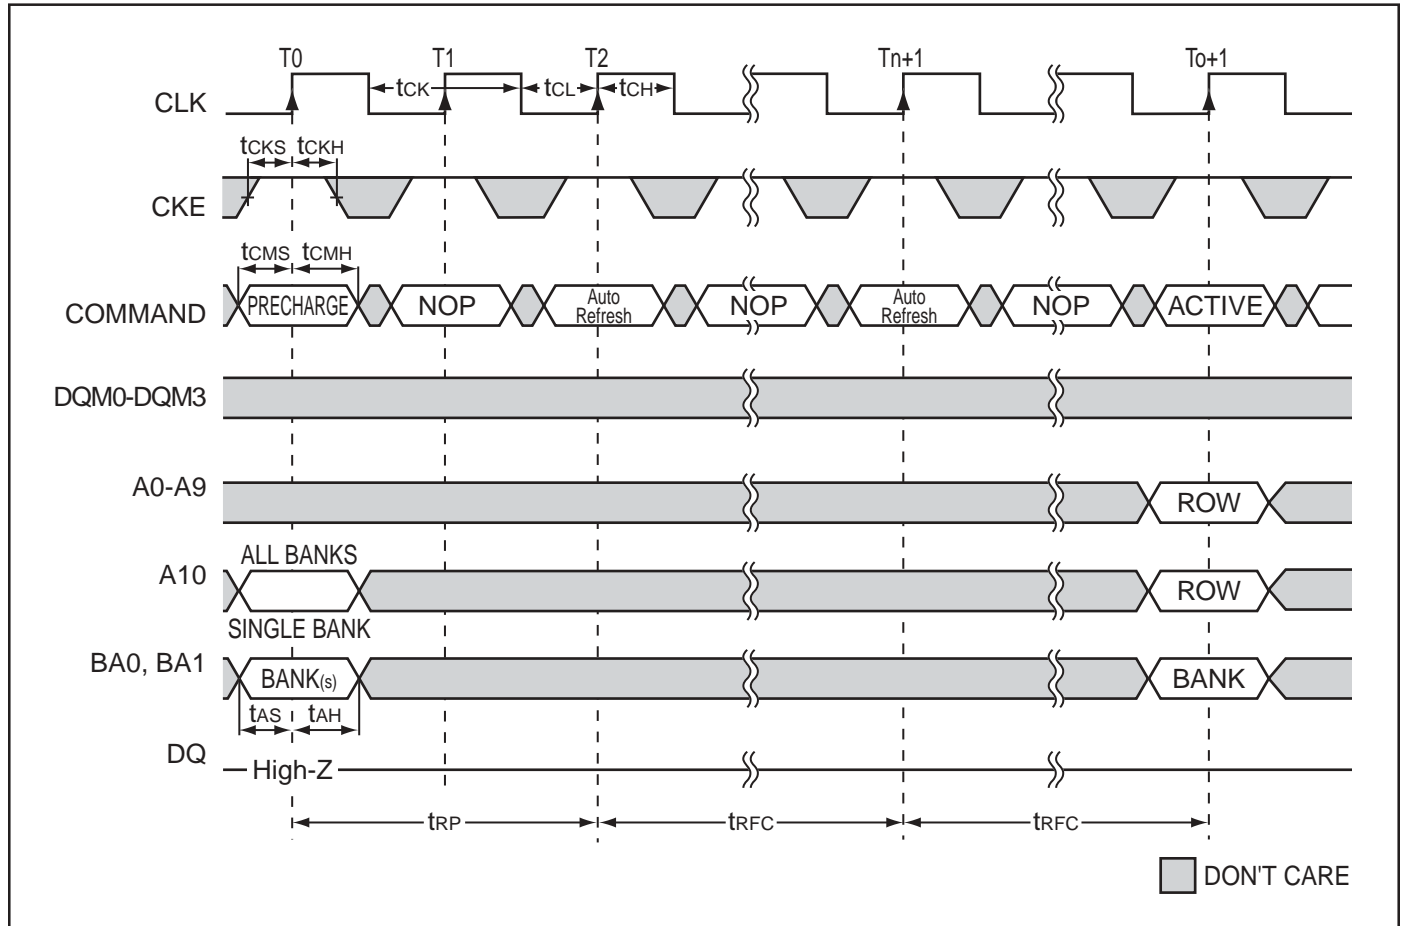 T0 T1 T2 Tn+1 To+1
CLK tCK tCL tCH
tCKS tCKH
CKE
tCMS tCMH
COMMAND PRECHARGE NOP Auto Refresh NOP Auto Refresh NOP ACTIVE
DQM0-DQM3
A0-A9 ROW
ALL BANKS
A10 ROW
SINGLE BANK
BA0, BA1 BANK(s) BANK
tAS tAH
DQ High-Z
tRP tRFC tRFC
DON'T CARE